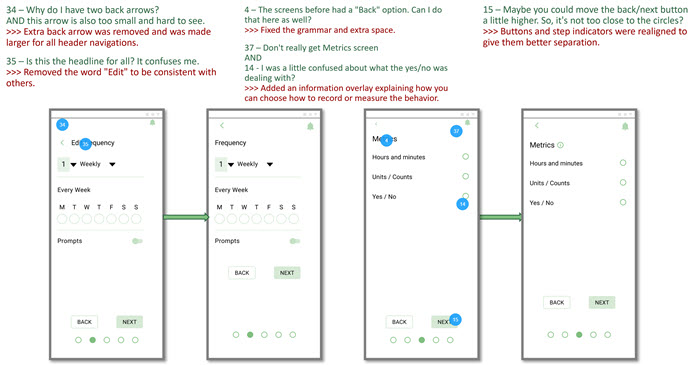 34 – Why do I have two back arrows?
AND this arrow is also too small and hard to see.
>>> Extra back arrow was removed and was made
larger for all header navigations.
35 – Is this the headline for all? It confuses me.
>>> Removed the word "Edit" to be consistent with
others.
4 – The screens before had a "Back" option. Can I do
that here as well?
>>> Fixed the grammar and extra space.
37 – Don't really get Metrics screen
AND
14 - I was a little confused about what the yes/no was
dealing with?
>>> Added an information overlay explaining how you
can choose how to record or measure the behavior.
15 – Maybe you could move the back/next button
a little higher. So, it's not too close to the circles?
>>> Buttons and step indicators were realigned to
give them better separation.
34
35
1 Weekly
Every Week
M T W T F S S
Prompts
BACK NEXT
Frequency
1 Weekly
Every Week
M T W T F S S
Prompts
BACK NEXT
37
4
Hours and minutes
Units / Counts
Yes / No
14
BACK
15
Metrics
Hours and minutes
Units / Counts
Yes / No
BACK NEXT